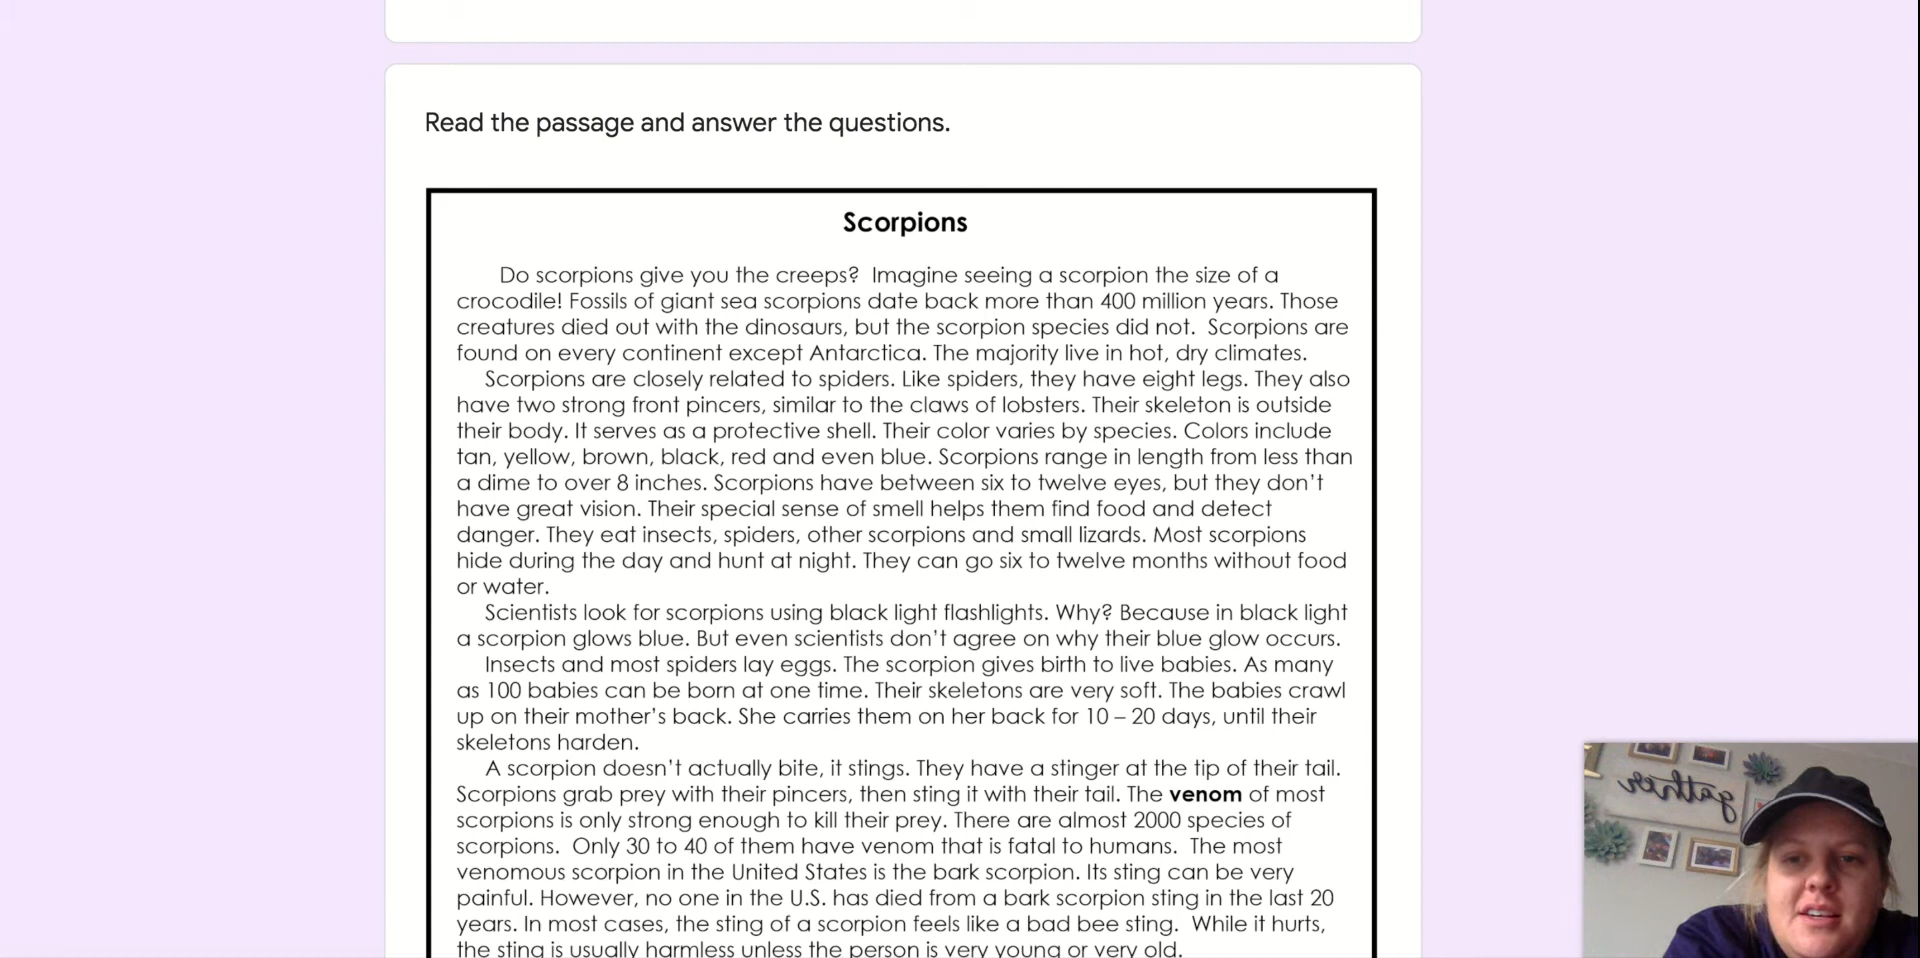 Read the passage and answer the questions.
Scorpions
Do scorpions give you the creeps?  Imagine seeing a scorpion the size of a
crocodile! Fossils of giant sea scorpions date back more than 400 million years. Those
creatures died out with the dinosaurs, but the scorpion species did not.  Scorpions are
found on every continent except Antarctica. The majority live in hot, dry climates.
Scorpions are closely related to spiders. Like spiders, they have eight legs. They also
have two strong front pincers, similar to the claws of lobsters. Their skeleton is outside
their body. It serves as a protective shell. Their color varies by species. Colors include
tan, yellow, brown, black, red and even blue. Scorpions range in length from less than
a dime to over 8 inches. Scorpions have between six to twelve eyes, but they don't
have great vision. Their special sense of smell helps them find food and detect
danger. They eat insects, spiders, other scorpions and small lizards. Most scorpions
hide during the day and hunt at night. They can go six to twelve months without food
or water.
Scientists look for scorpions using black light flashlights. Why? Because in black light
a scorpion glows blue. But even scientists don't agree on why their blue glow occurs.
Insects and most spiders lay eggs. The scorpion gives birth to live babies. As many
as 100 babies can be born at one time. Their skeletons are very soft. The babies crawl
up on their mother's back. She carries them on her back for 10 – 20 days, until their
skeletons harden.
A scorpion doesn't actually bite, it stings. They have a stinger at the tip of their tail.
Scorpions grab prey with their pincers, then sting it with their tail. The venom of most
scorpions is only strong enough to kill their prey. There are almost 2000 species of
scorpions.  Only 30 to 40 of them have venom that is fatal to humans.  The most
venomous scorpion in the United States is the bark scorpion. Its sting can be very
painful. However, no one in the U.S. has died from a bark scorpion sting in the last 20
years. In most cases, the sting of a scorpion feels like a bad bee sting.  While it hurts,
the sting is usually harmless unless the person is very young or very old.
gather